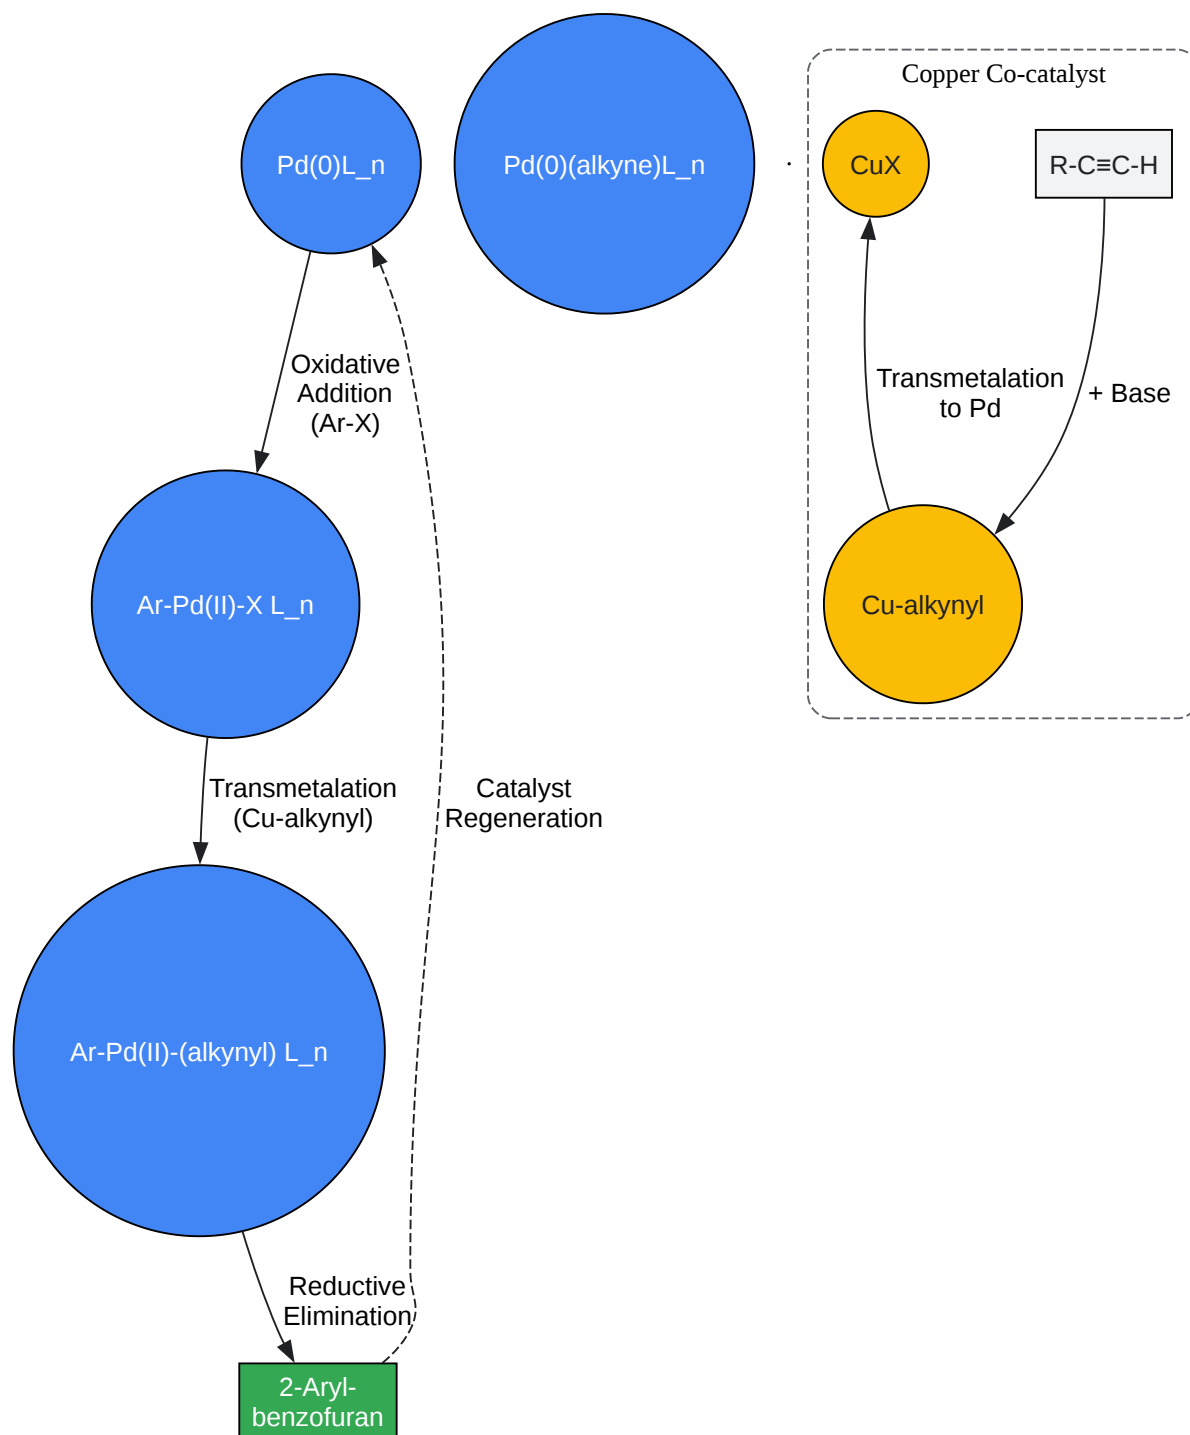 Copper Co-catalyst
Pd(0)L_n
Pd(0)(alkyne)L_n
CuX
R-C≡C-H
Oxidative
Addition
(Ar-X)
Transmetalation
to Pd
+ Base
Ar-Pd(II)-X L_n
Cu-alkynyl
Transmetalation
(Cu-alkynyl)
Catalyst
Regeneration
Ar-Pd(II)-(alkynyl) L_n
Reductive
Elimination
2-Aryl-
benzofuran